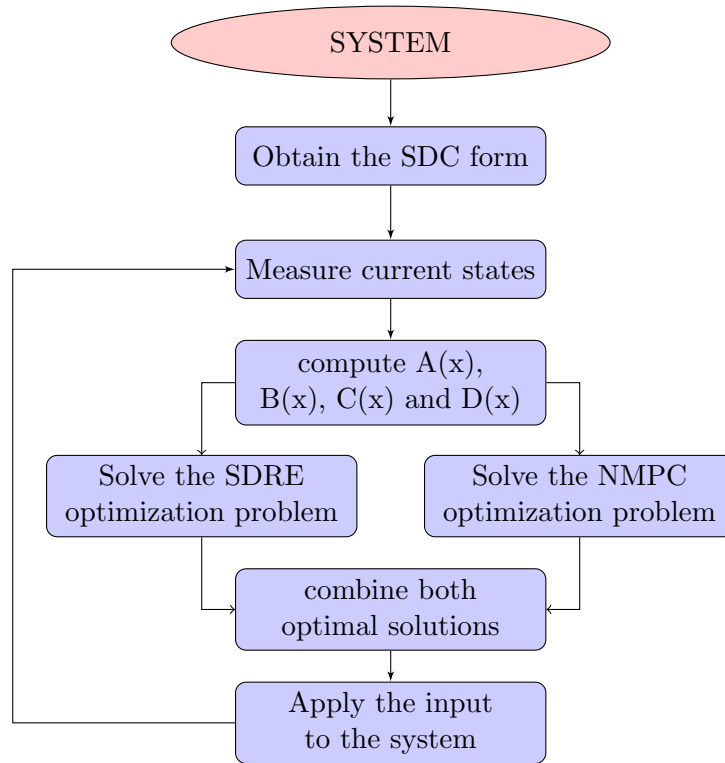 SYSTEM
Obtain the SDC form
Measure current states
compute A(x),
B(x), C(x) and D(x)
Solve the SDRE
optimization problem
Solve the NMPC
optimization problem
combine both
optimal solutions
Apply the input
to the system